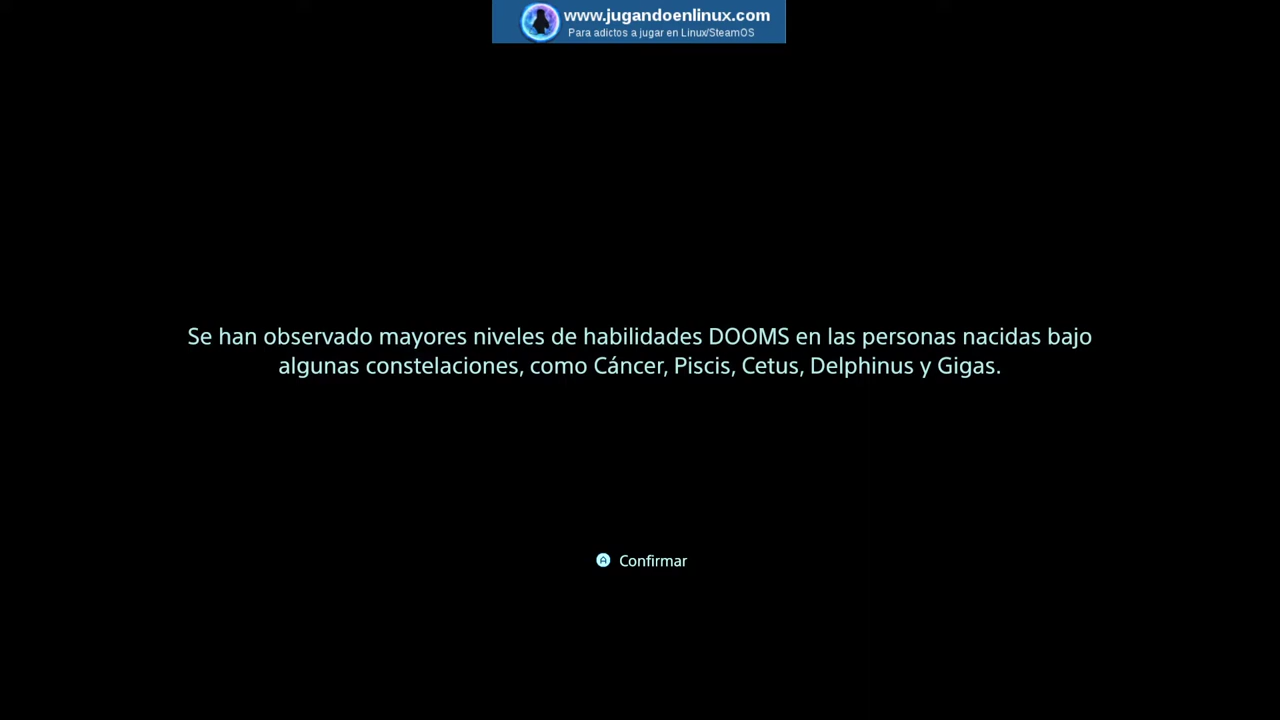 www.jugandoenlinux.com
Para adictos a jugar en Linux/SteamOS
Se han observado mayores niveles de habilidades DOOMS en las personas nacidas bajo
algunas constelaciones, como Cáncer, Piscis, Cetus, Delphinus y Gigas.
A Confirmar